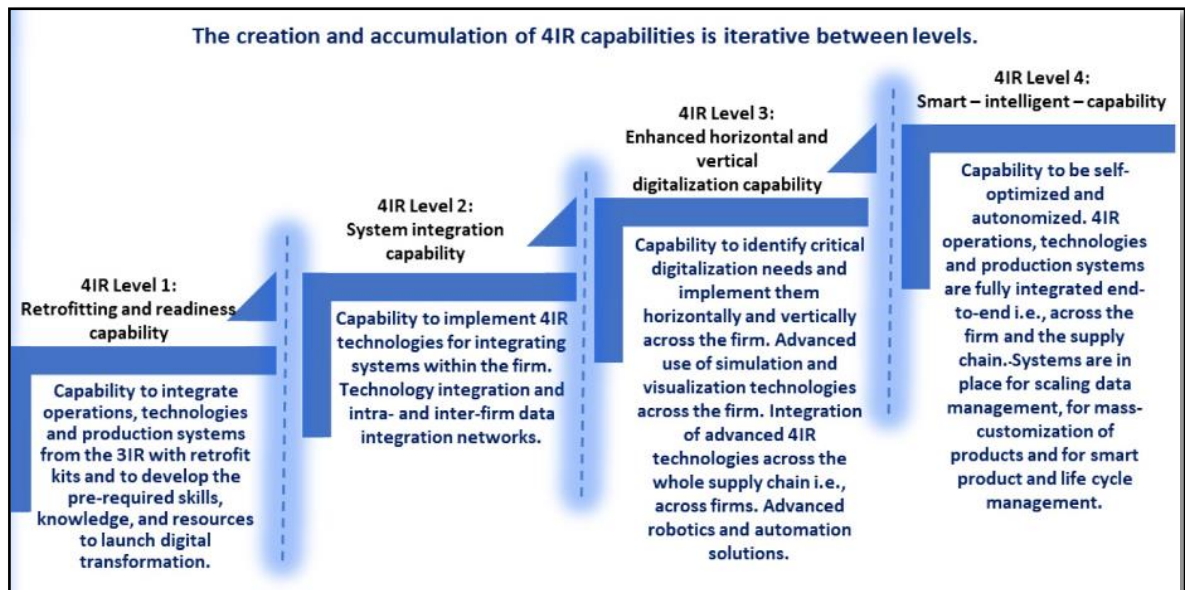 The creation and accumulation of 4IR capabilities is iterative between levels.
4IR Level 1:
Retrofitting and readiness
capability
Capability to integrate
operations, technologies
and production systems
from the 3IR with retrofit
kits and to develop the
pre-required skills,
knowledge, and resources
to launch digital
transformation.
4IR Level 2:
System integration
capability
Capability to implement 4IR
technologies for integrating
systems within the firm.
Technology integration and
intra- and inter-firm data
integration networks.
4IR Level 3:
Enhanced horizontal and
vertical
digitalization capability
Capability to identify critical
digitalization needs and
implement them
horizontally and vertically
across the firm. Advanced
use of simulation and
visualization technologies
across the firm. Integration
of advanced 4IR
technologies across the
whole supply chain i.e.,
across firms. Advanced
robotics and automation
solutions.
4IR Level 4:
Smart – intelligent – capability
Capability to be self-
optimized and
autonomized. 4IR
operations, technologies
and production systems
are fully integrated end-
to-end i.e., across the
firm and the supply
chain. Systems are in
place for scaling data
management, for mass-
customization of
products and for smart
product and life cycle
management.